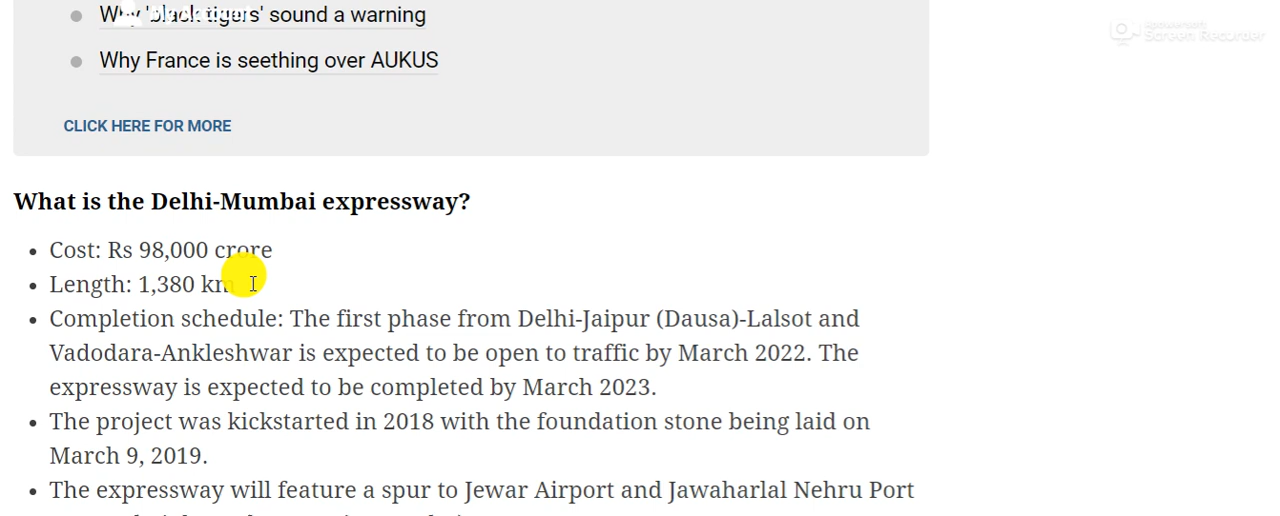 Why 'black tigers' sound a warning
Why France is seething over AUKUS
CLICK HERE FOR MORE
Screen Recorder
What is the Delhi-Mumbai expressway?
Cost: Rs 98,000 crore
Length: 1,380 km
Completion schedule: The first phase from Delhi-Jaipur (Dausa)-Lalsot and
Vadodara-Ankleshwar is expected to be open to traffic by March 2022. The
expressway is expected to be completed by March 2023.
The project was kickstarted in 2018 with the foundation stone being laid on
March 9, 2019.
The expressway will feature a spur to Jewar Airport and Jawaharlal Nehru Port